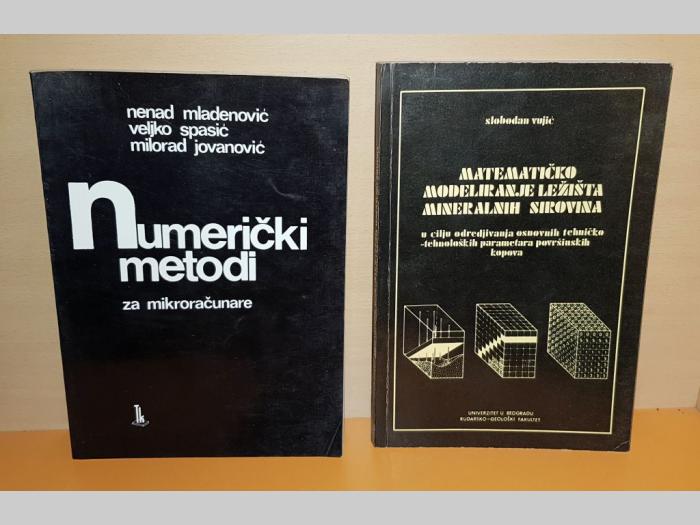 nenad mladenović
veljko spasić
milorad jovanović
numerički
metodi
za mikroračunare
slobodan vujić
MATEMATIČKO
MODELIRANJE LEŽIŠTA
MINERALNIH SIROVINA
u cilju odredjivanja osnovnih tehničko
-tehnoloških parametara površinskih
kopova
UNIVERZITET U BEOGRADU
RUDARSKO-GEOLOŠKI FAKULTET